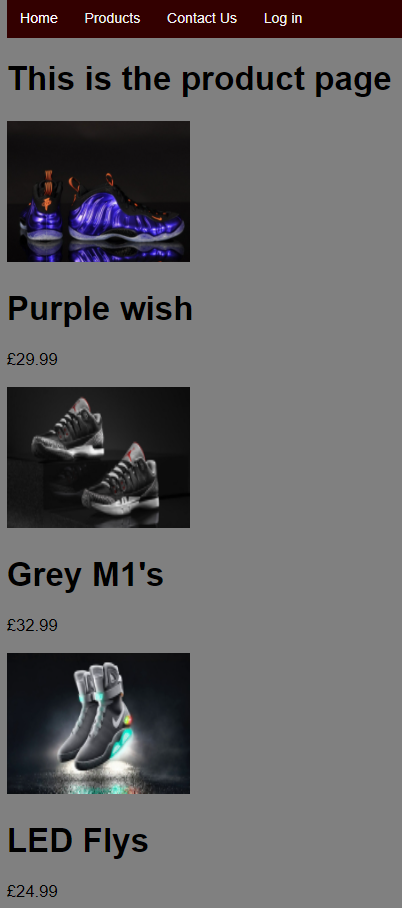 Home Products Contact Us Log in
This is the product page
Purple wish
£29.99
Grey M1's
£32.99
LED Flys
£24.99